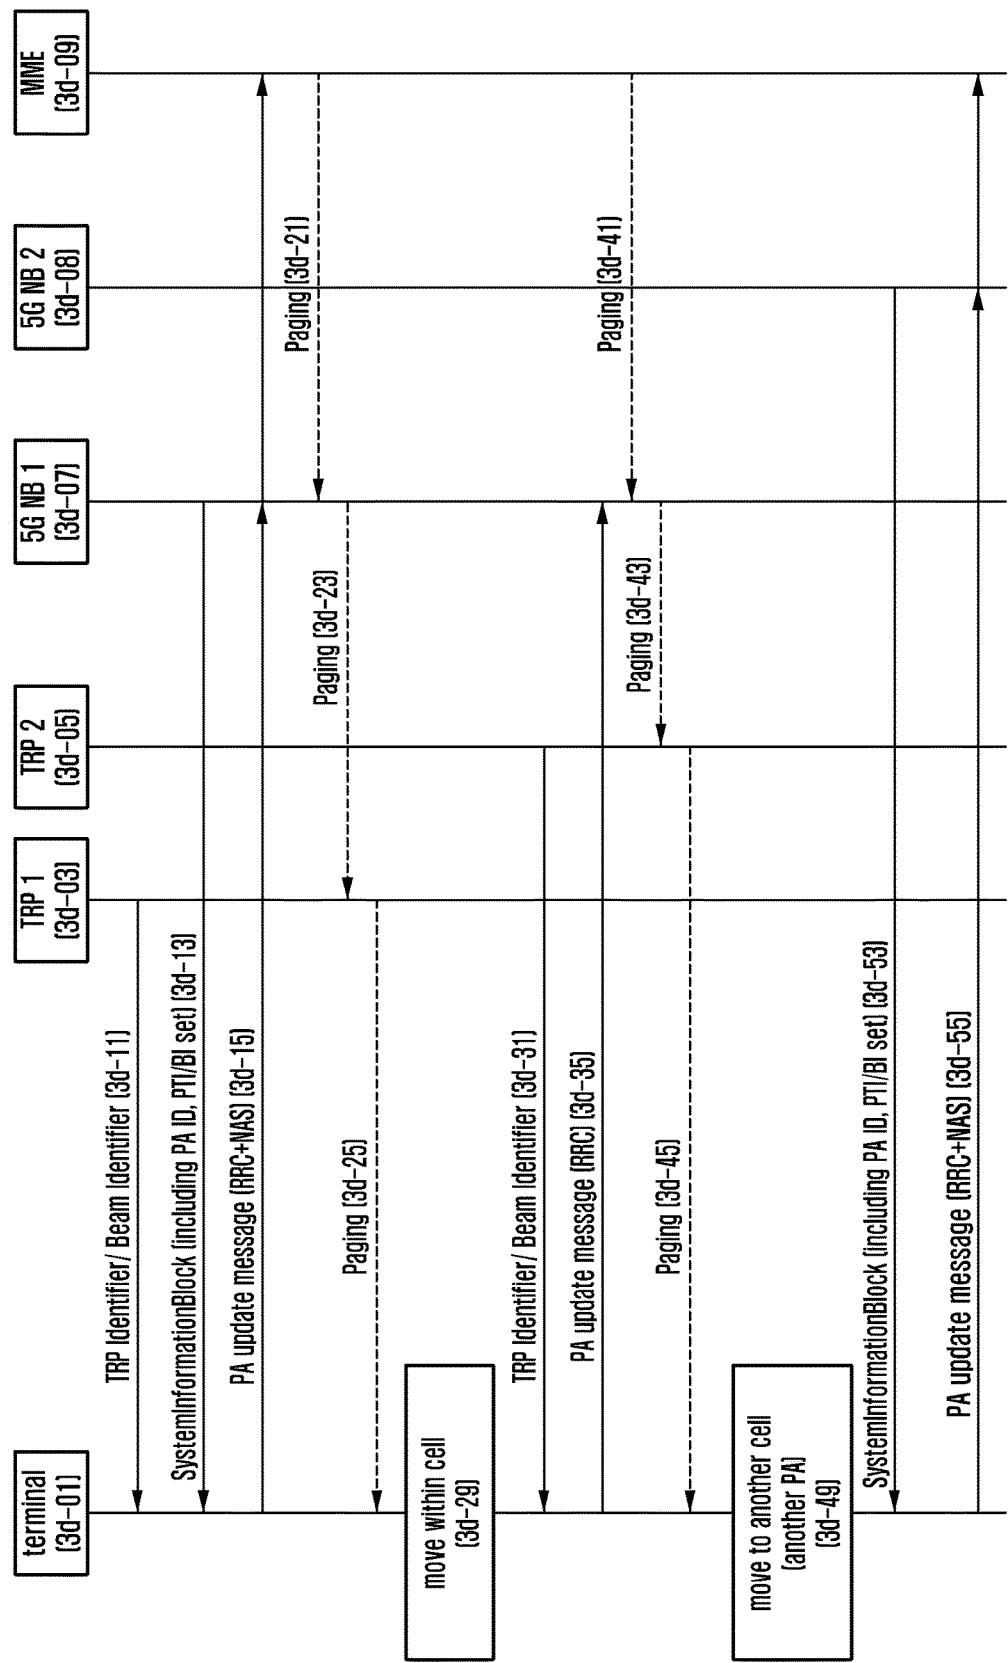 terminal
(3d-01)
TRP 1
(3d-03)
TRP 2
(3d-05)
5G NB 1
(3d-07)
5G NB 2
(3d-08)
MME
(3d-09)
TRP Identifier/ Beam Identifier (3d-11)
SystemInformationBlock (including PA ID, PTI/BI set) (3d-13)
PA update message (RRC+NAS) (3d-15)
Paging (3d-21)
Paging (3d-23)
Paging (3d-25)
move within cell
(3d-29)
TRP Identifier/ Beam Identifier (3d-31)
PA update message (RRC) (3d-35)
Paging (3d-41)
Paging (3d-43)
Paging (3d-45)
move to another cell
(another PA)
(3d-49)
SystemInformationBlock (including PA ID, PTI/BI set) (3d-53)
PA update message (RRC+NAS) (3d-55)